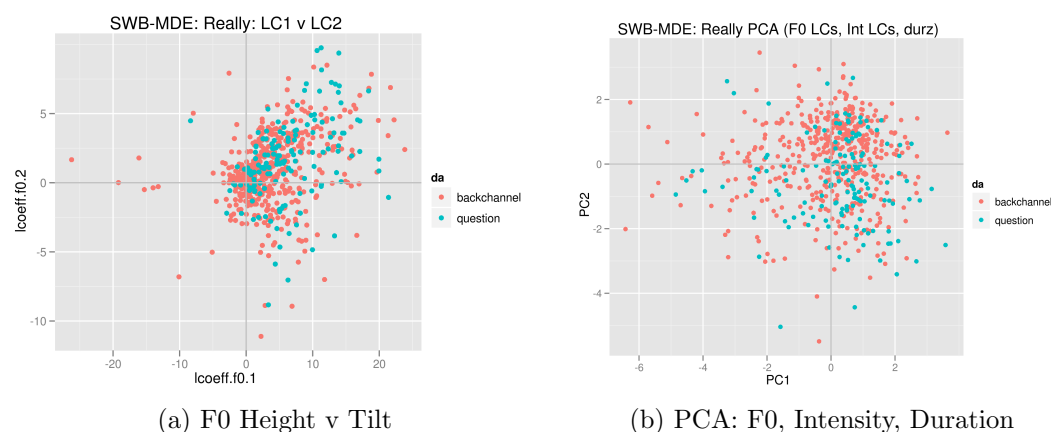 SWB-MDE: Really: LC1 v LC2
5
0
-5
-10
lcoeff.f0.2
-20
-10
0
10
20
lcoeff.f0.1
da
backchannel
question
(a) F0 Height v Tilt
SWB-MDE: Really PCA (F0 LCs, Int LCs, durz)
2
0
-2
-4
PC2
-6
-4
-2
0
2
PC1
da
backchannel
question
(b) PCA: F0, Intensity, Duration